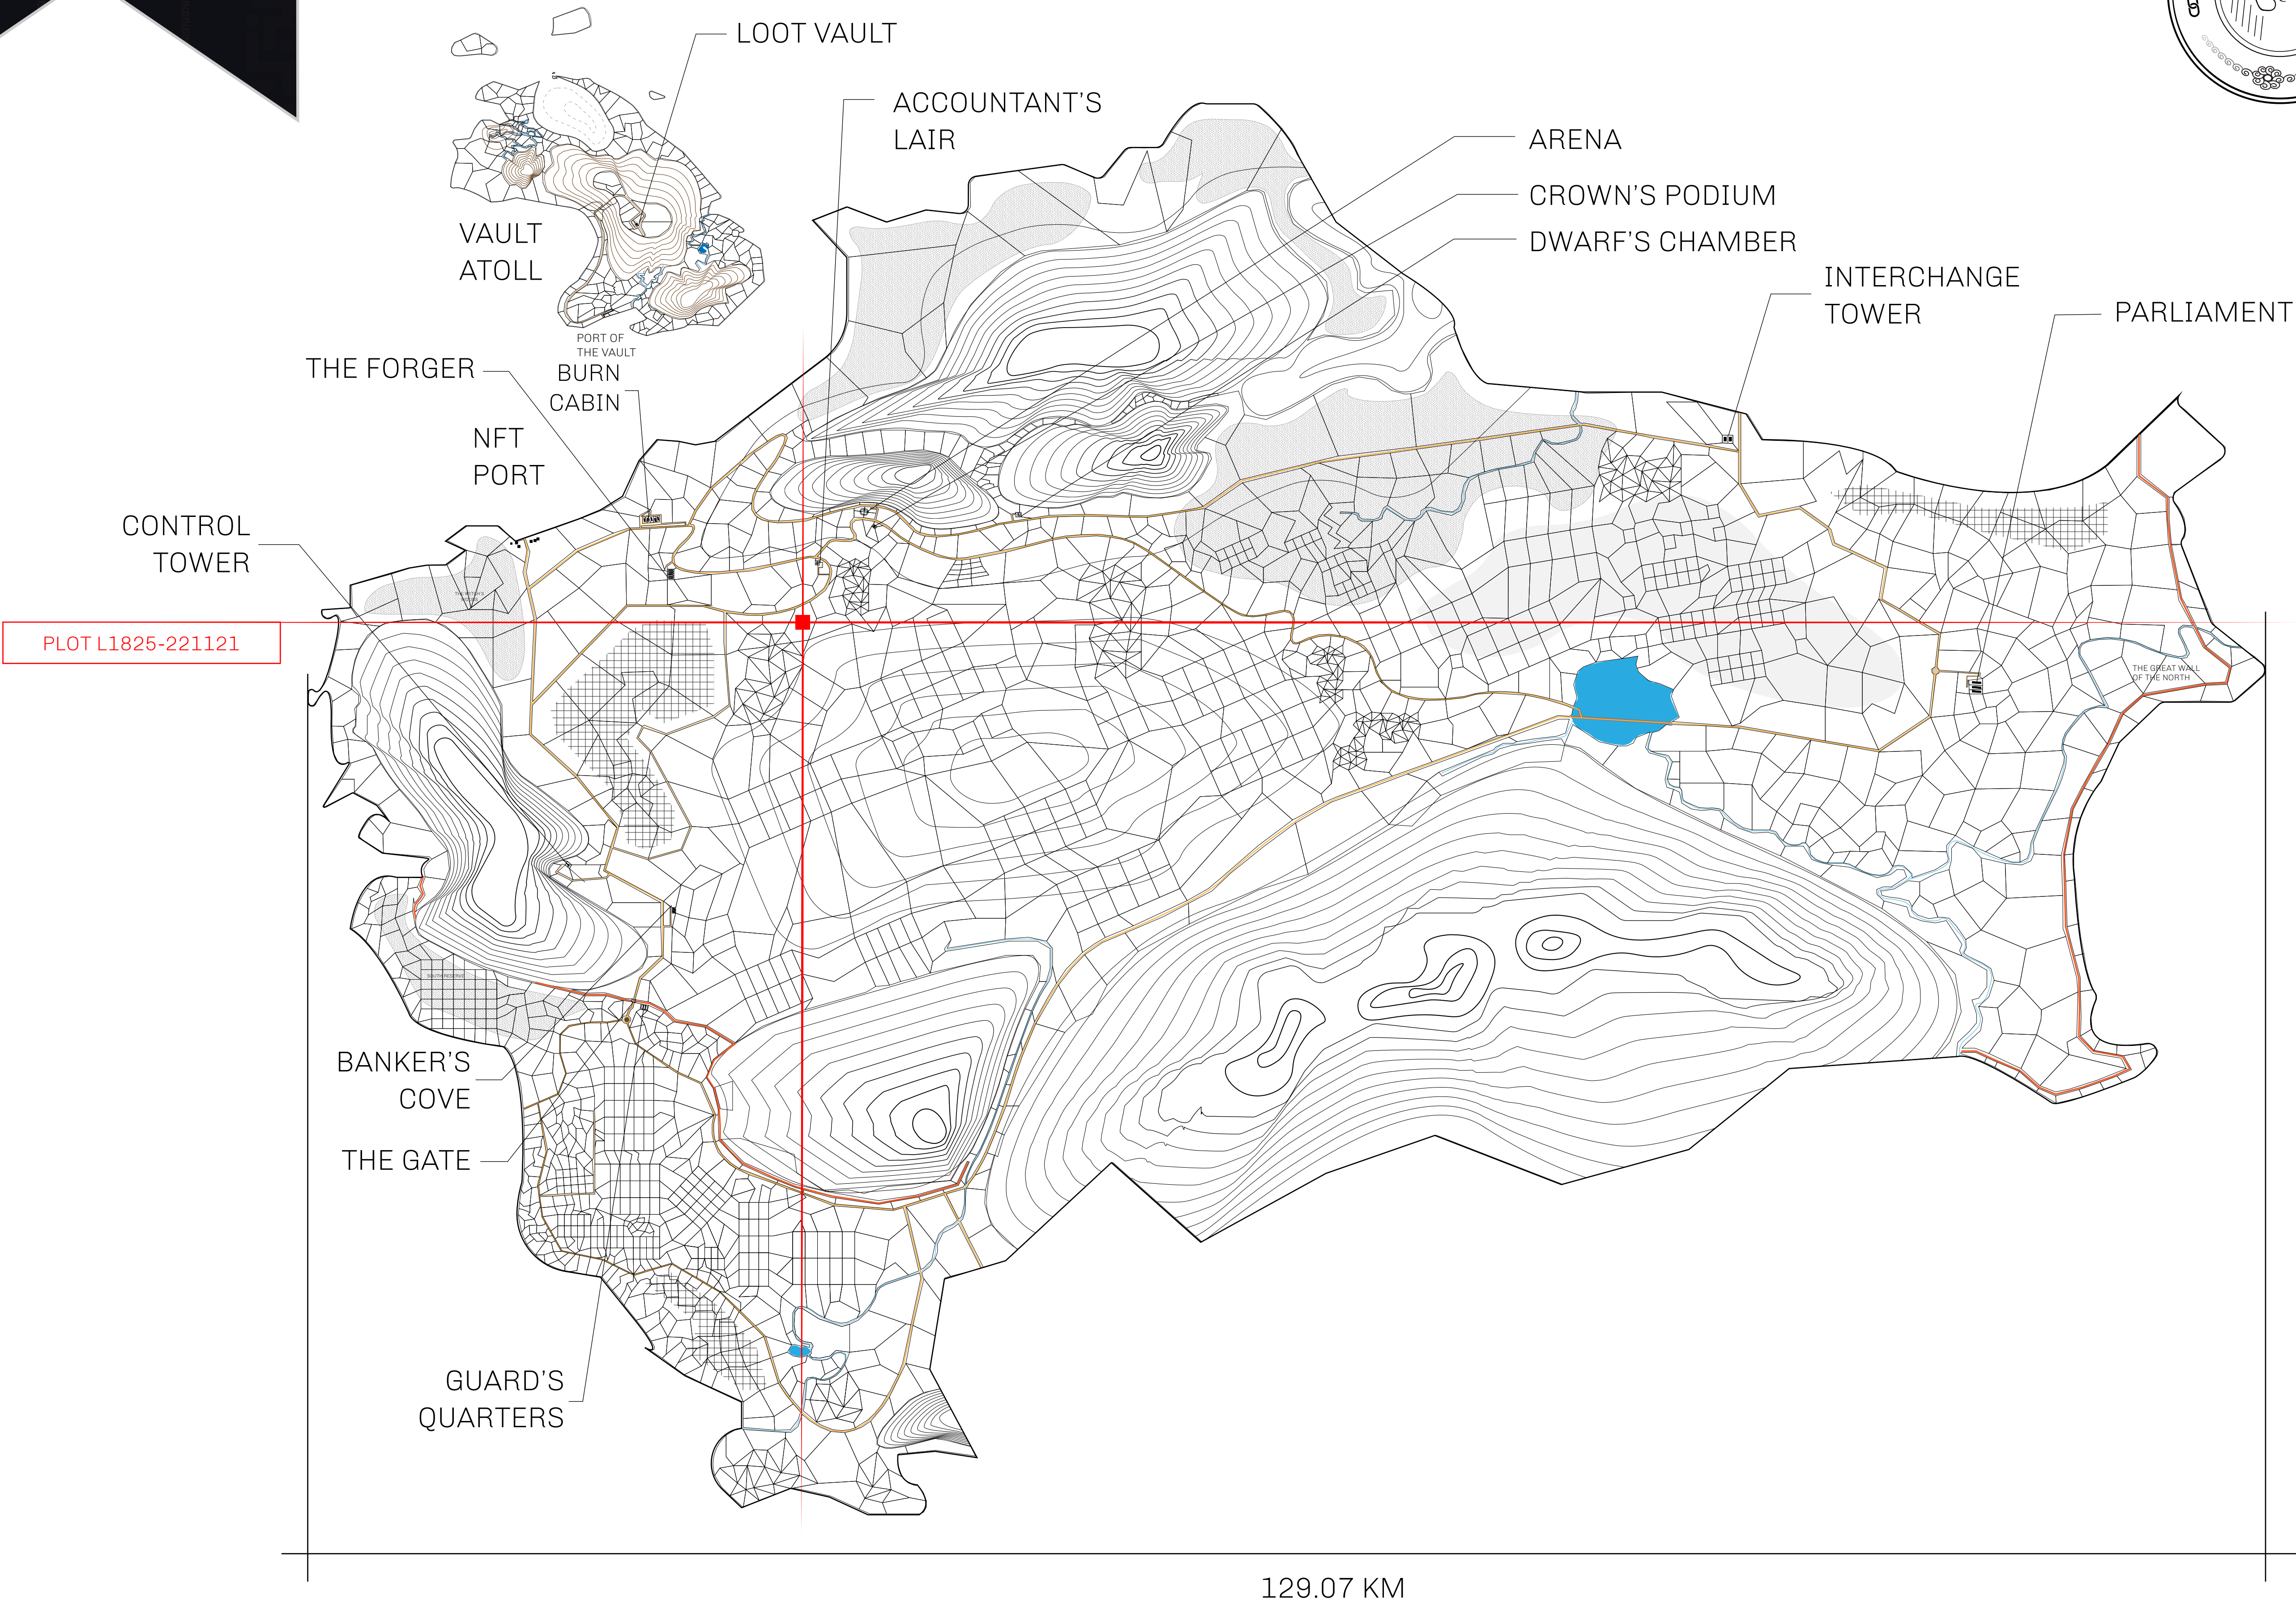 LOOT VAULT
ACCOUNTANT'S
LAIR
ARENA
CROWN'S PODIUM
DWARF'S CHAMBER
VAULT
ATOLL
INTERCHANGE
TOWER
PARLIAMENT
PORT OF
THE VAULT
THE FORGER
BURN
CABIN
NFT
PORT
CONTROL
TOWER
PLOT L1825-221121
THE GREAT WALL
OF THE NORTH
SOUTH RESERVE
BANKER'S
COVE
THE GATE
GUARD'S
QUARTERS
129.07 KM